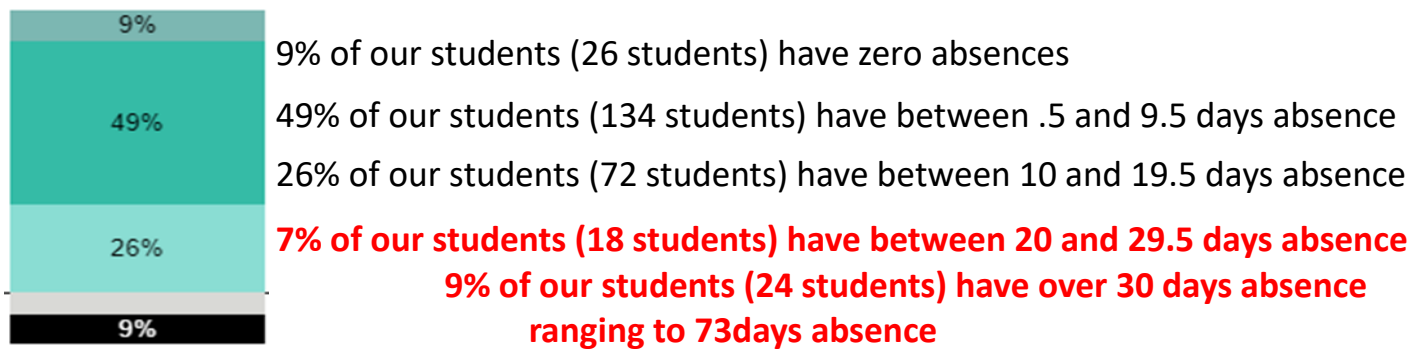 9%
9% of our students (26 students) have zero absences
49%
49% of our students (134 students) have between .5 and 9.5 days absence
26% of our students (72 students) have between 10 and 19.5 days absence
26%
7% of our students (18 students) have between 20 and 29.5 days absence
9% of our students (24 students) have over 30 days absence
9%
ranging to 73days absence